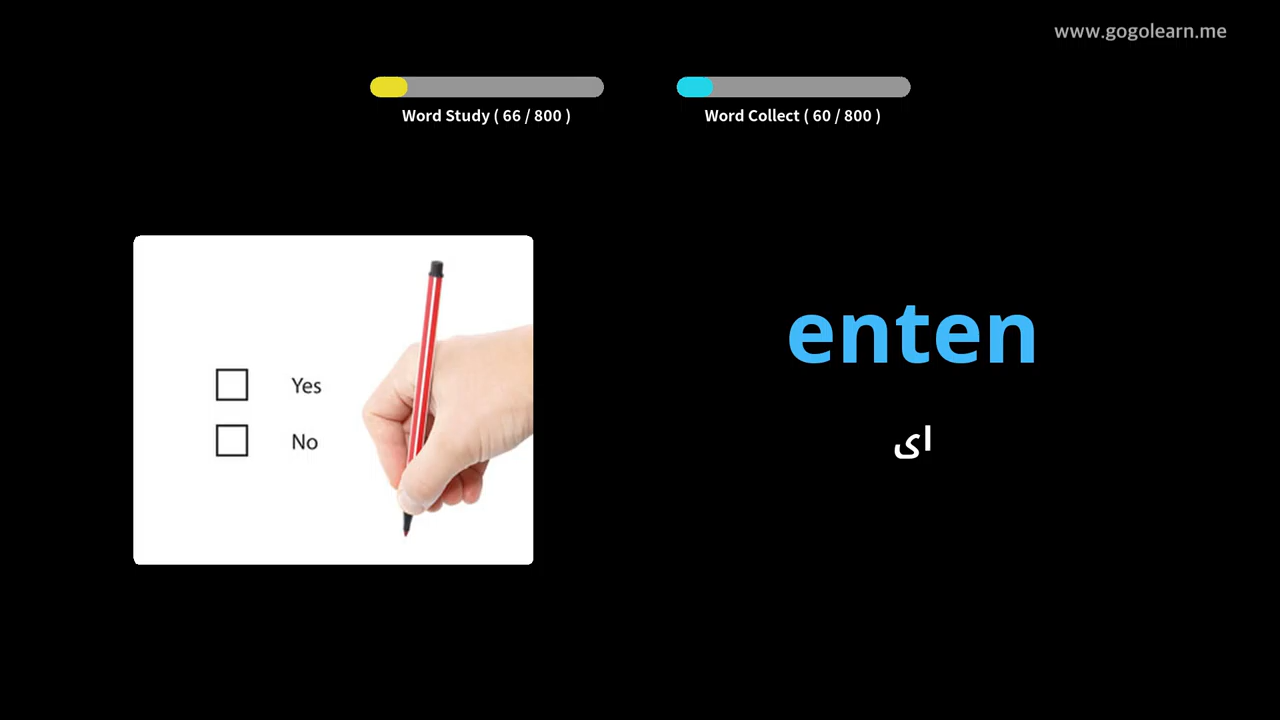 www.gogolearn.me
Word Study ( 66 / 800 )
Word Collect ( 60 / 800 )
Yes
No
enten
ای